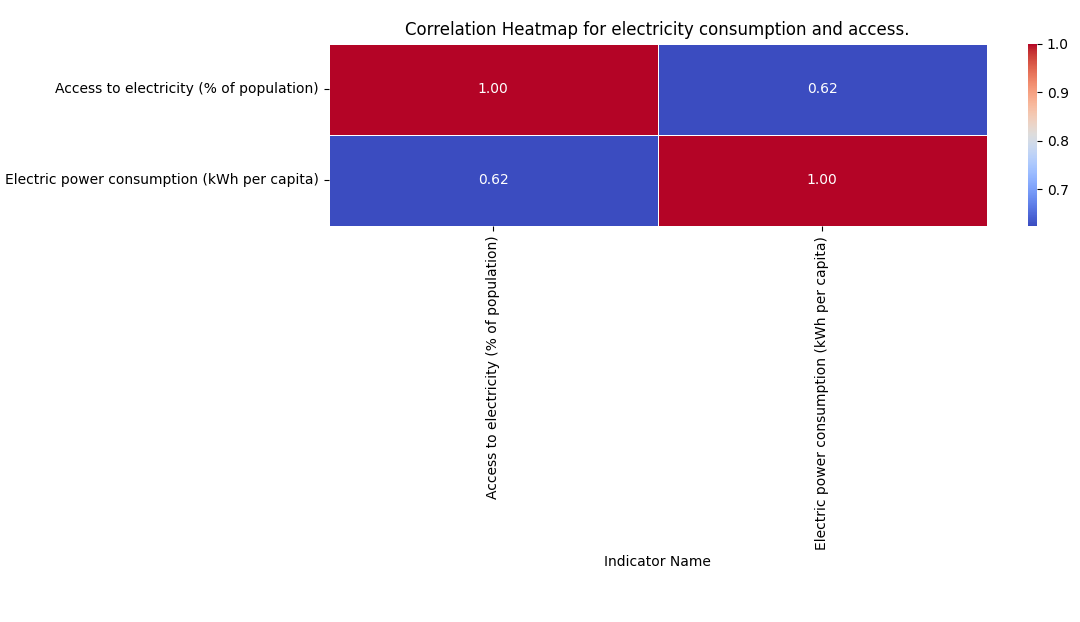 Correlation Heatmap for electricity consumption and access.
Access to electricity (% of population)
1.00
0.62
Electric power consumption (kWh per capita)
0.62
1.00
1.0
0.9
0.8
0.7
Access to electricity (% of population)
Electric power consumption (kWh per capita)
Indicator Name